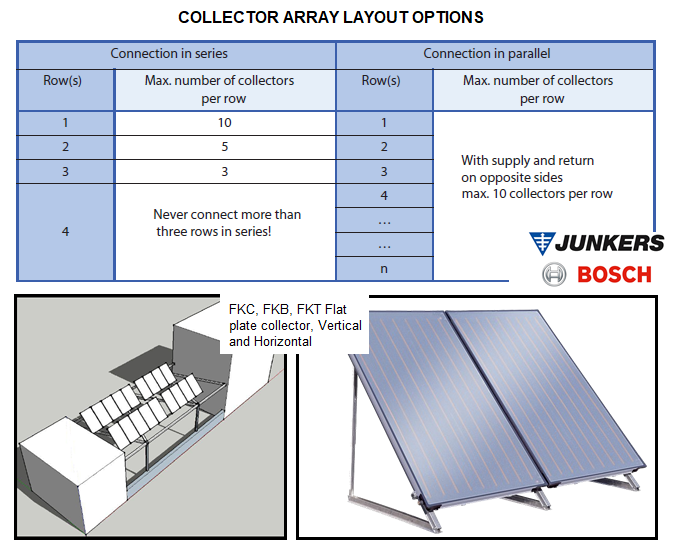 COLLECTOR ARRAY LAYOUT OPTIONS
Connection in series
Connection in parallel
Row(s)
Max. number of collectors
per row
Row(s)
Max. number of collectors
per row
1
10
1
2
5
2
3
3
3
4
Never connect more than
three rows in series!
4
...
...
n
With supply and return
on opposite sides
max. 10 collectors per row
JUNKERS
BOSCH
FKC, FKB, FKT Flat
plate collector, Vertical
and Horizontal